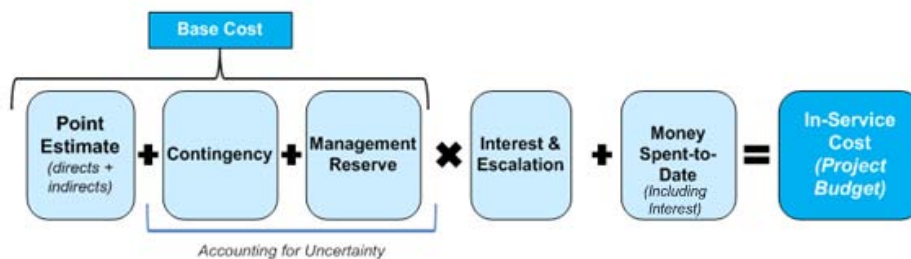 Base Cost
Point
Estimate
(directs +
indirects)
+
Contingency
+
Management
Reserve
×
Interest &
Escalation
+
Money
Spent-to-
Date
(Including
Interest)
=
In-Service
Cost
(Project
Budget)
Accounting for Uncertainty